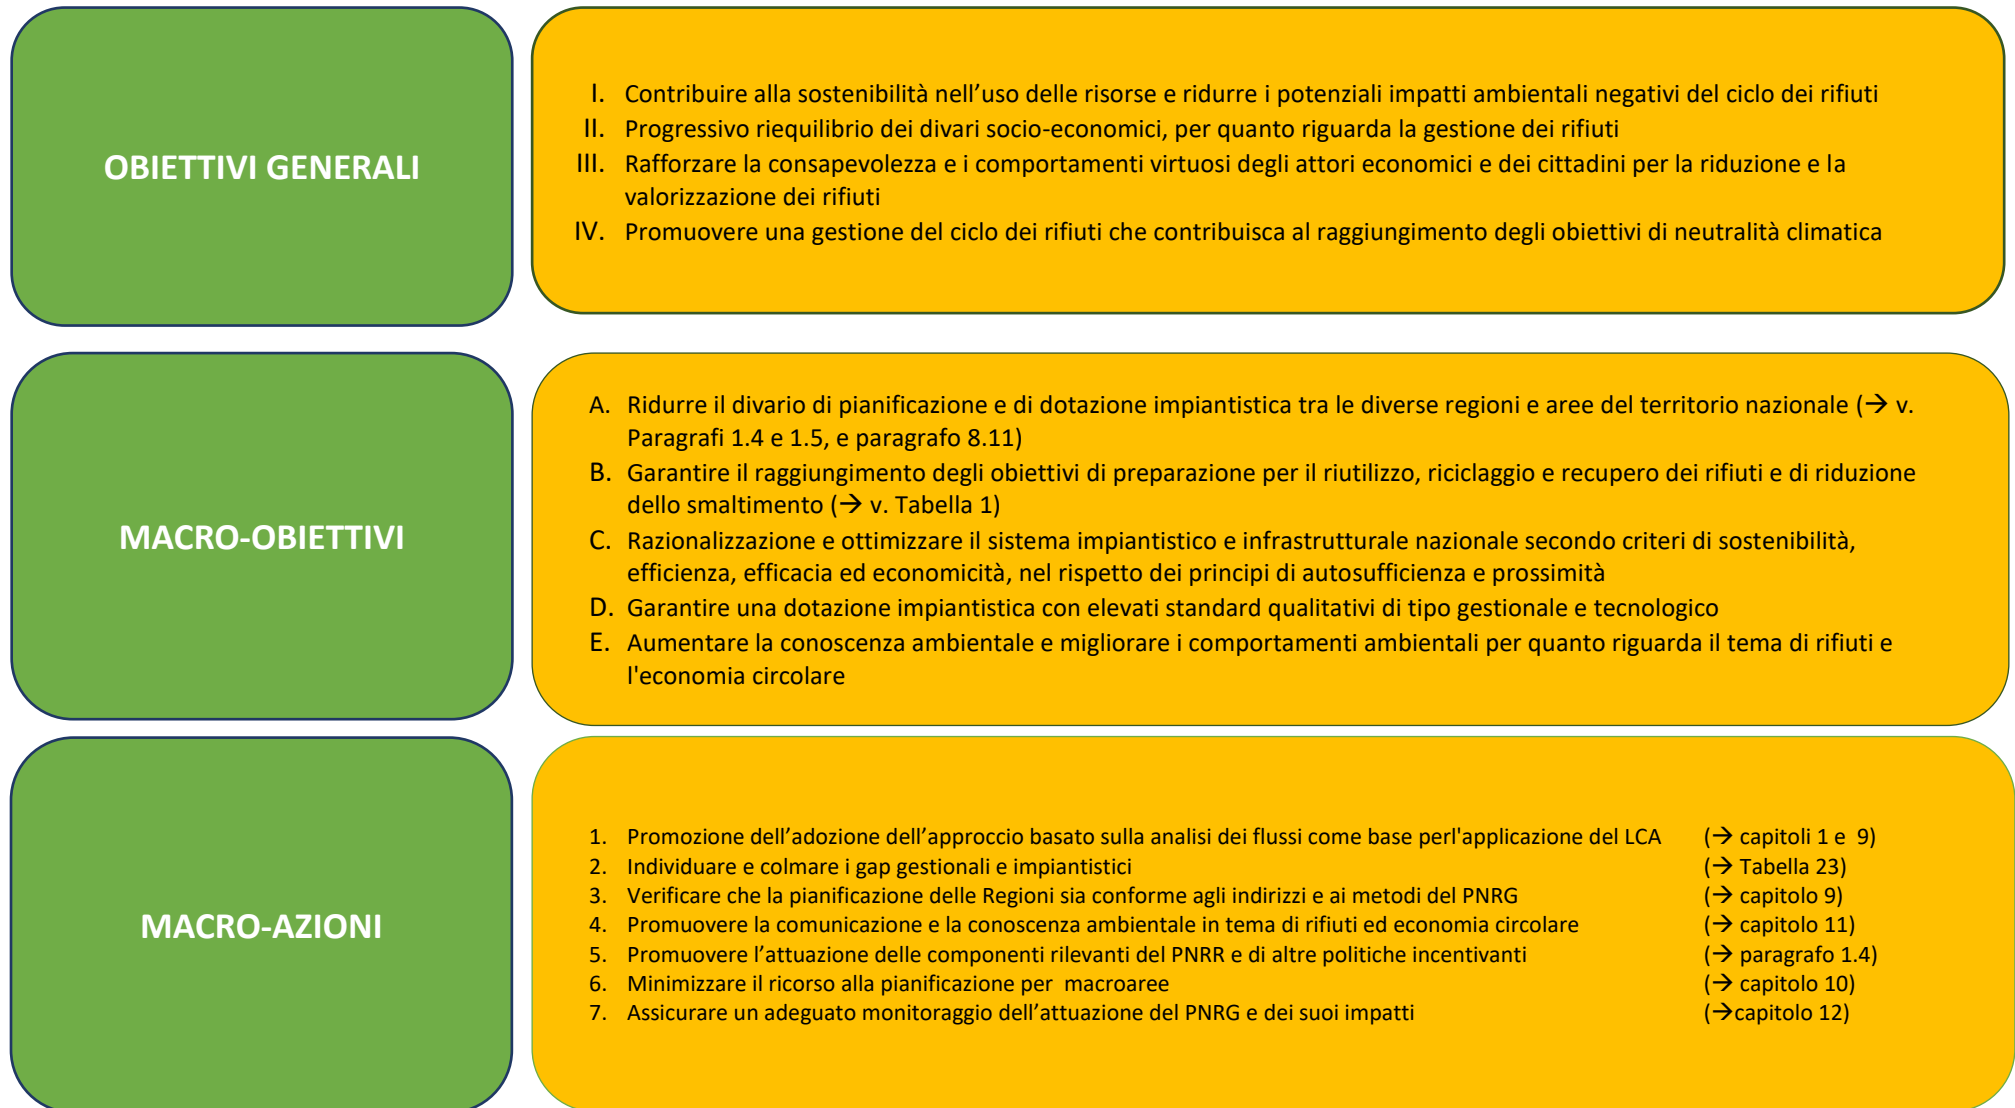 OBIETTIVI GENERALI
I. Contribuire alla sostenibilità nell’uso delle risorse e ridurre i potenziali impatti ambientali negativi del ciclo dei rifiuti
II. Progressivo riequilibrio dei divari socio-economici, per quanto riguarda la gestione dei rifiuti
III. Rafforzare la consapevolezza e i comportamenti virtuosi degli attori economici e dei cittadini per la riduzione e la
valorizzazione dei rifiuti
IV. Promuovere una gestione del ciclo dei rifiuti che contribuisca al raggiungimento degli obiettivi di neutralità climatica
MACRO-OBIETTIVI
A. Ridurre il divario di pianificazione e di dotazione impiantistica tra le diverse regioni e aree del territorio nazionale (→ v.
Paragrafi 1.4 e 1.5, e paragrafo 8.11)
B. Garantire il raggiungimento degli obiettivi di preparazione per il riutilizzo, riciclaggio e recupero dei rifiuti e di riduzione
dello smaltimento (→ v. Tabella 1)
C. Razionalizzazione e ottimizzare il sistema impiantistico e infrastrutturale nazionale secondo criteri di sostenibilità,
efficienza, efficacia ed economicità, nel rispetto dei principi di autosufficienza e prossimità
D. Garantire una dotazione impiantistica con elevati standard qualitativi di tipo gestionale e tecnologico
E. Aumentare la conoscenza ambientale e migliorare i comportamenti ambientali per quanto riguarda il tema di rifiuti e
l'economia circolare
MACRO-AZIONI
1. Promozione dell’adozione dell’approccio basato sulla analisi dei flussi come base perl'applicazione del LCA (→ capitoli 1 e 9)
2. Individuare e colmare i gap gestionali e impiantistici (→ Tabella 23)
3. Verificare che la pianificazione delle Regioni sia conforme agli indirizzi e ai metodi del PNRG (→ capitolo 9)
4. Promuovere la comunicazione e la conoscenza ambientale in tema di rifiuti ed economia circolare (→ capitolo 11)
5. Promuovere l’attuazione delle componenti rilevanti del PNRR e di altre politiche incentivanti (→ paragrafo 1.4)
6. Minimizzare il ricorso alla pianificazione per macroaree (→ capitolo 10)
7. Assicurare un adeguato monitoraggio dell’attuazione del PNRG e dei suoi impatti (→capitolo 12)